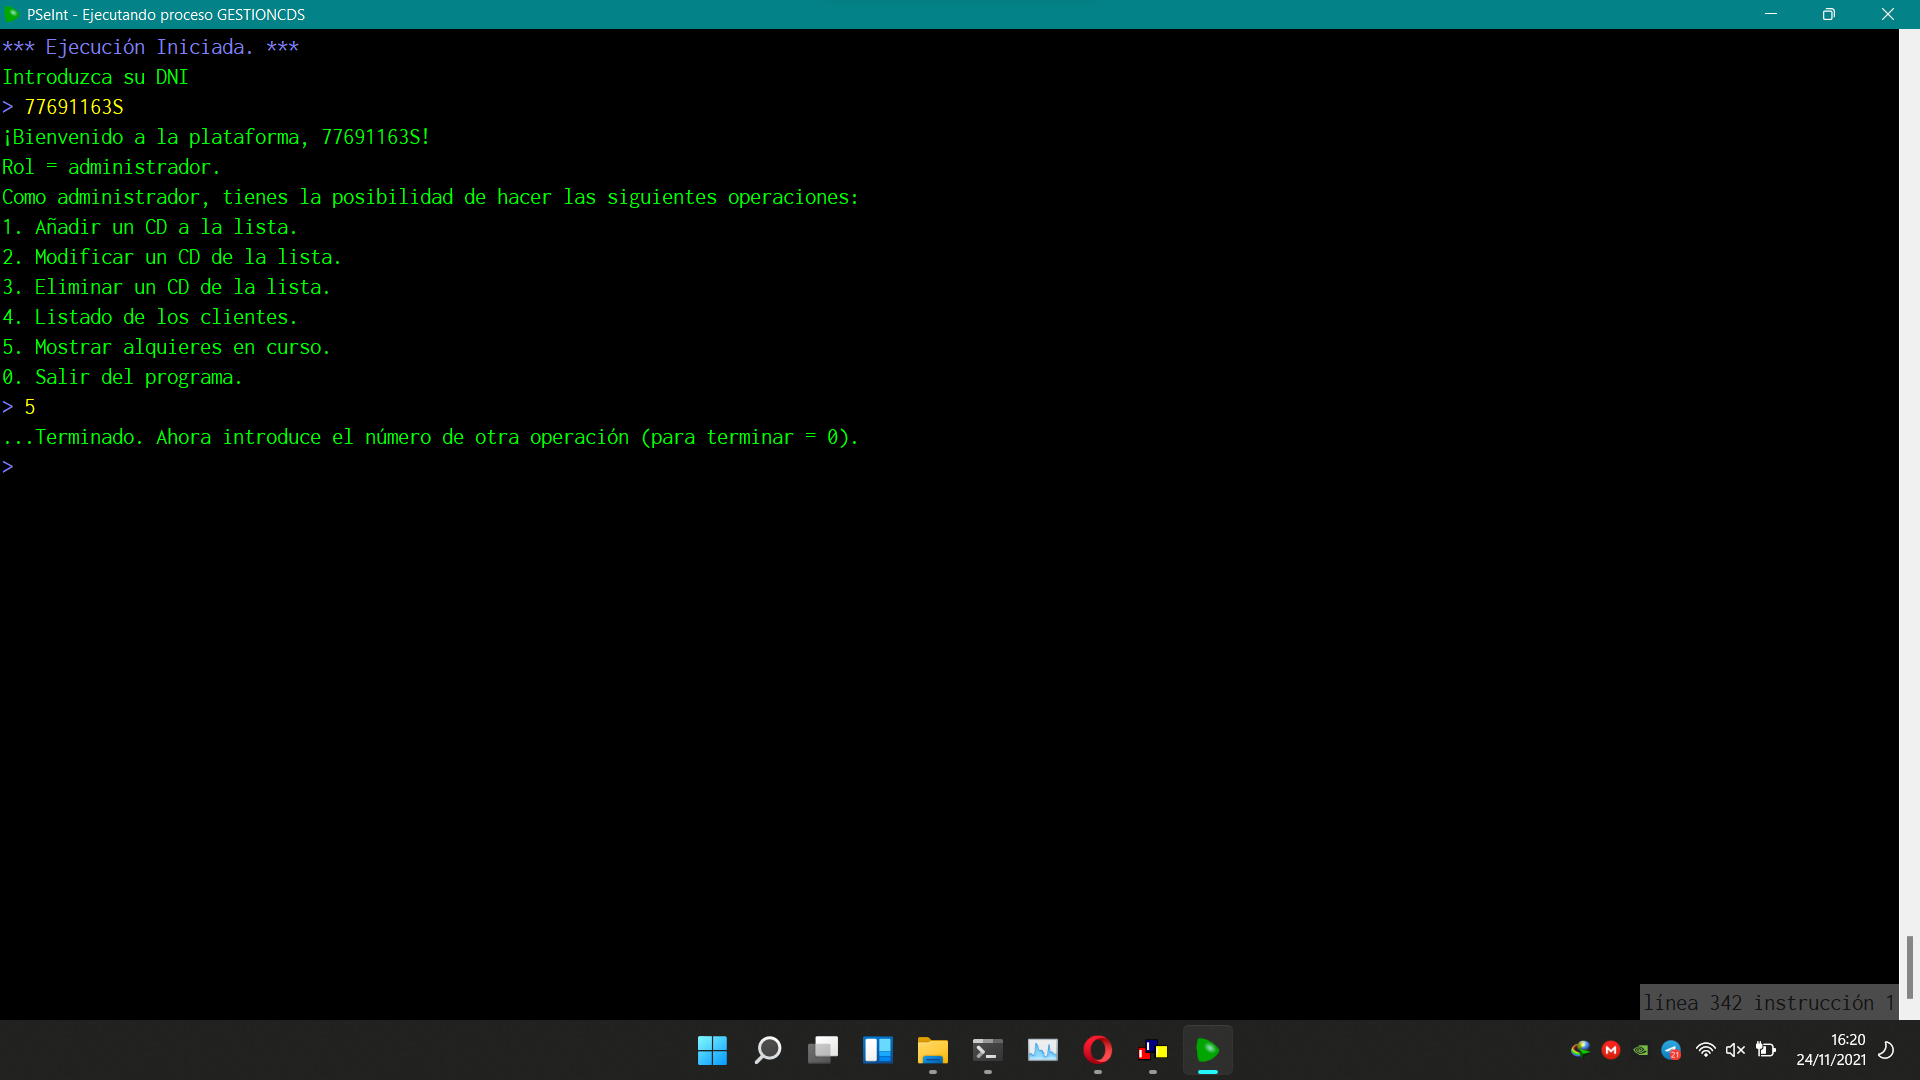 PSeInt - Ejecutando proceso GESTIONCDS
*** Ejecución Iniciada. ***
Introduzca su DNI
> 77691163S
¡Bienvenido a la plataforma, 77691163S!
Rol = administrador.
Como administrador, tienes la posibilidad de hacer las siguientes operaciones:
1. Añadir un CD a la lista.
2. Modificar un CD de la lista.
3. Eliminar un CD de la lista.
4. Listado de los clientes.
5. Mostrar alquieres en curso.
0. Salir del programa.
> 5
...Terminado. Ahora introduce el número de otra operación (para terminar = 0).
>
línea 342 instrucción 1
21
16:20
24/11/2021